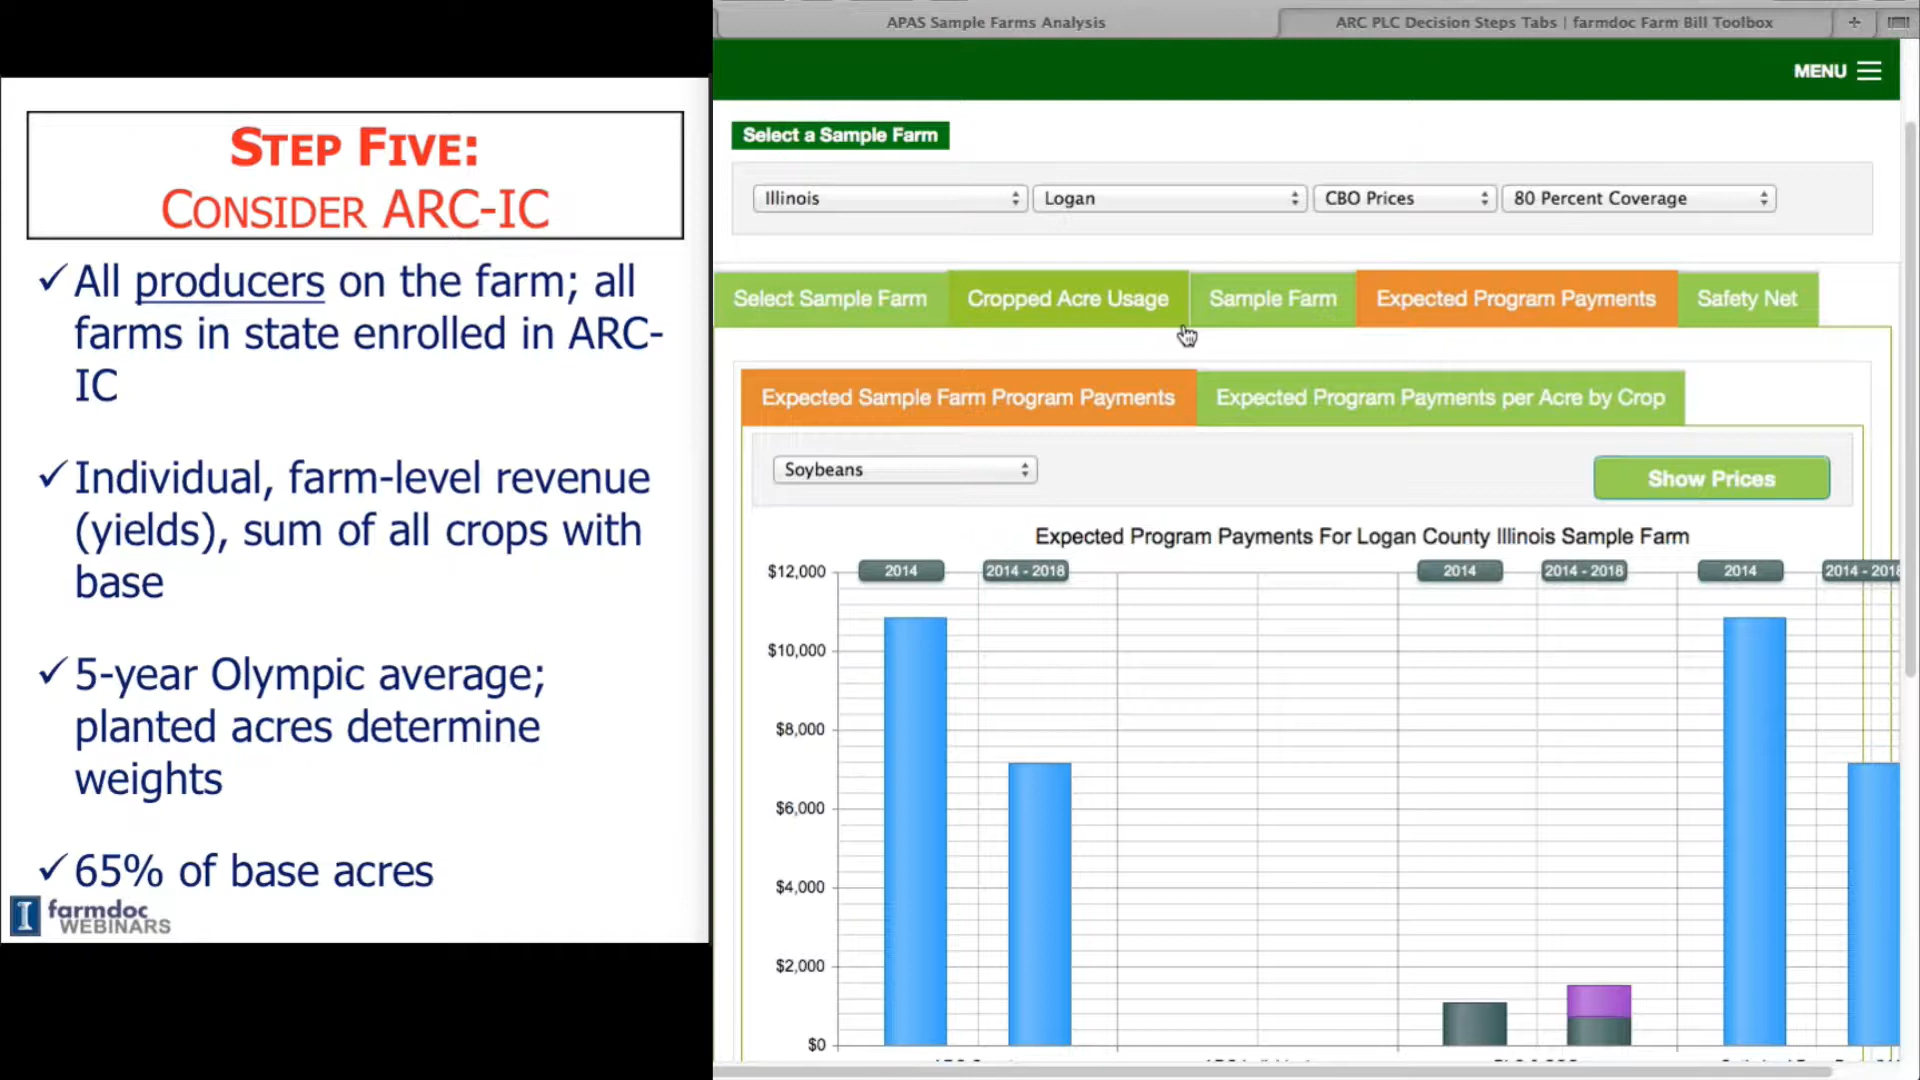 STEP FIVE:
CONSIDER ARC-IC
✓All producers on the farm; all
farms in state enrolled in ARC-
IC
✓Individual, farm-level revenue
(yields), sum of all crops with
base
✓5-year Olympic average;
planted acres determine
weights
✓65% of base acres
I farmdoc
WEBINARS
APAS Sample Farms Analysis
ARC PLC Decision Steps Tabs | farmdoc Farm Bill Toolbox
MENU
Select a Sample Farm
Illinois Logan CBO Prices 80 Percent Coverage
Select Sample Farm Cropped Acre Usage Sample Farm Expected Program Payments Safety Net
Expected Sample Farm Program Payments Expected Program Payments per Acre by Crop
Soybeans Show Prices
Expected Program Payments For Logan County Illinois Sample Farm
$12,000 2014 2014 - 2018 2014 2014 - 2018 2014 2014 - 201
$10,000
$8,000
$6,000
$4,000
$2,000
$0